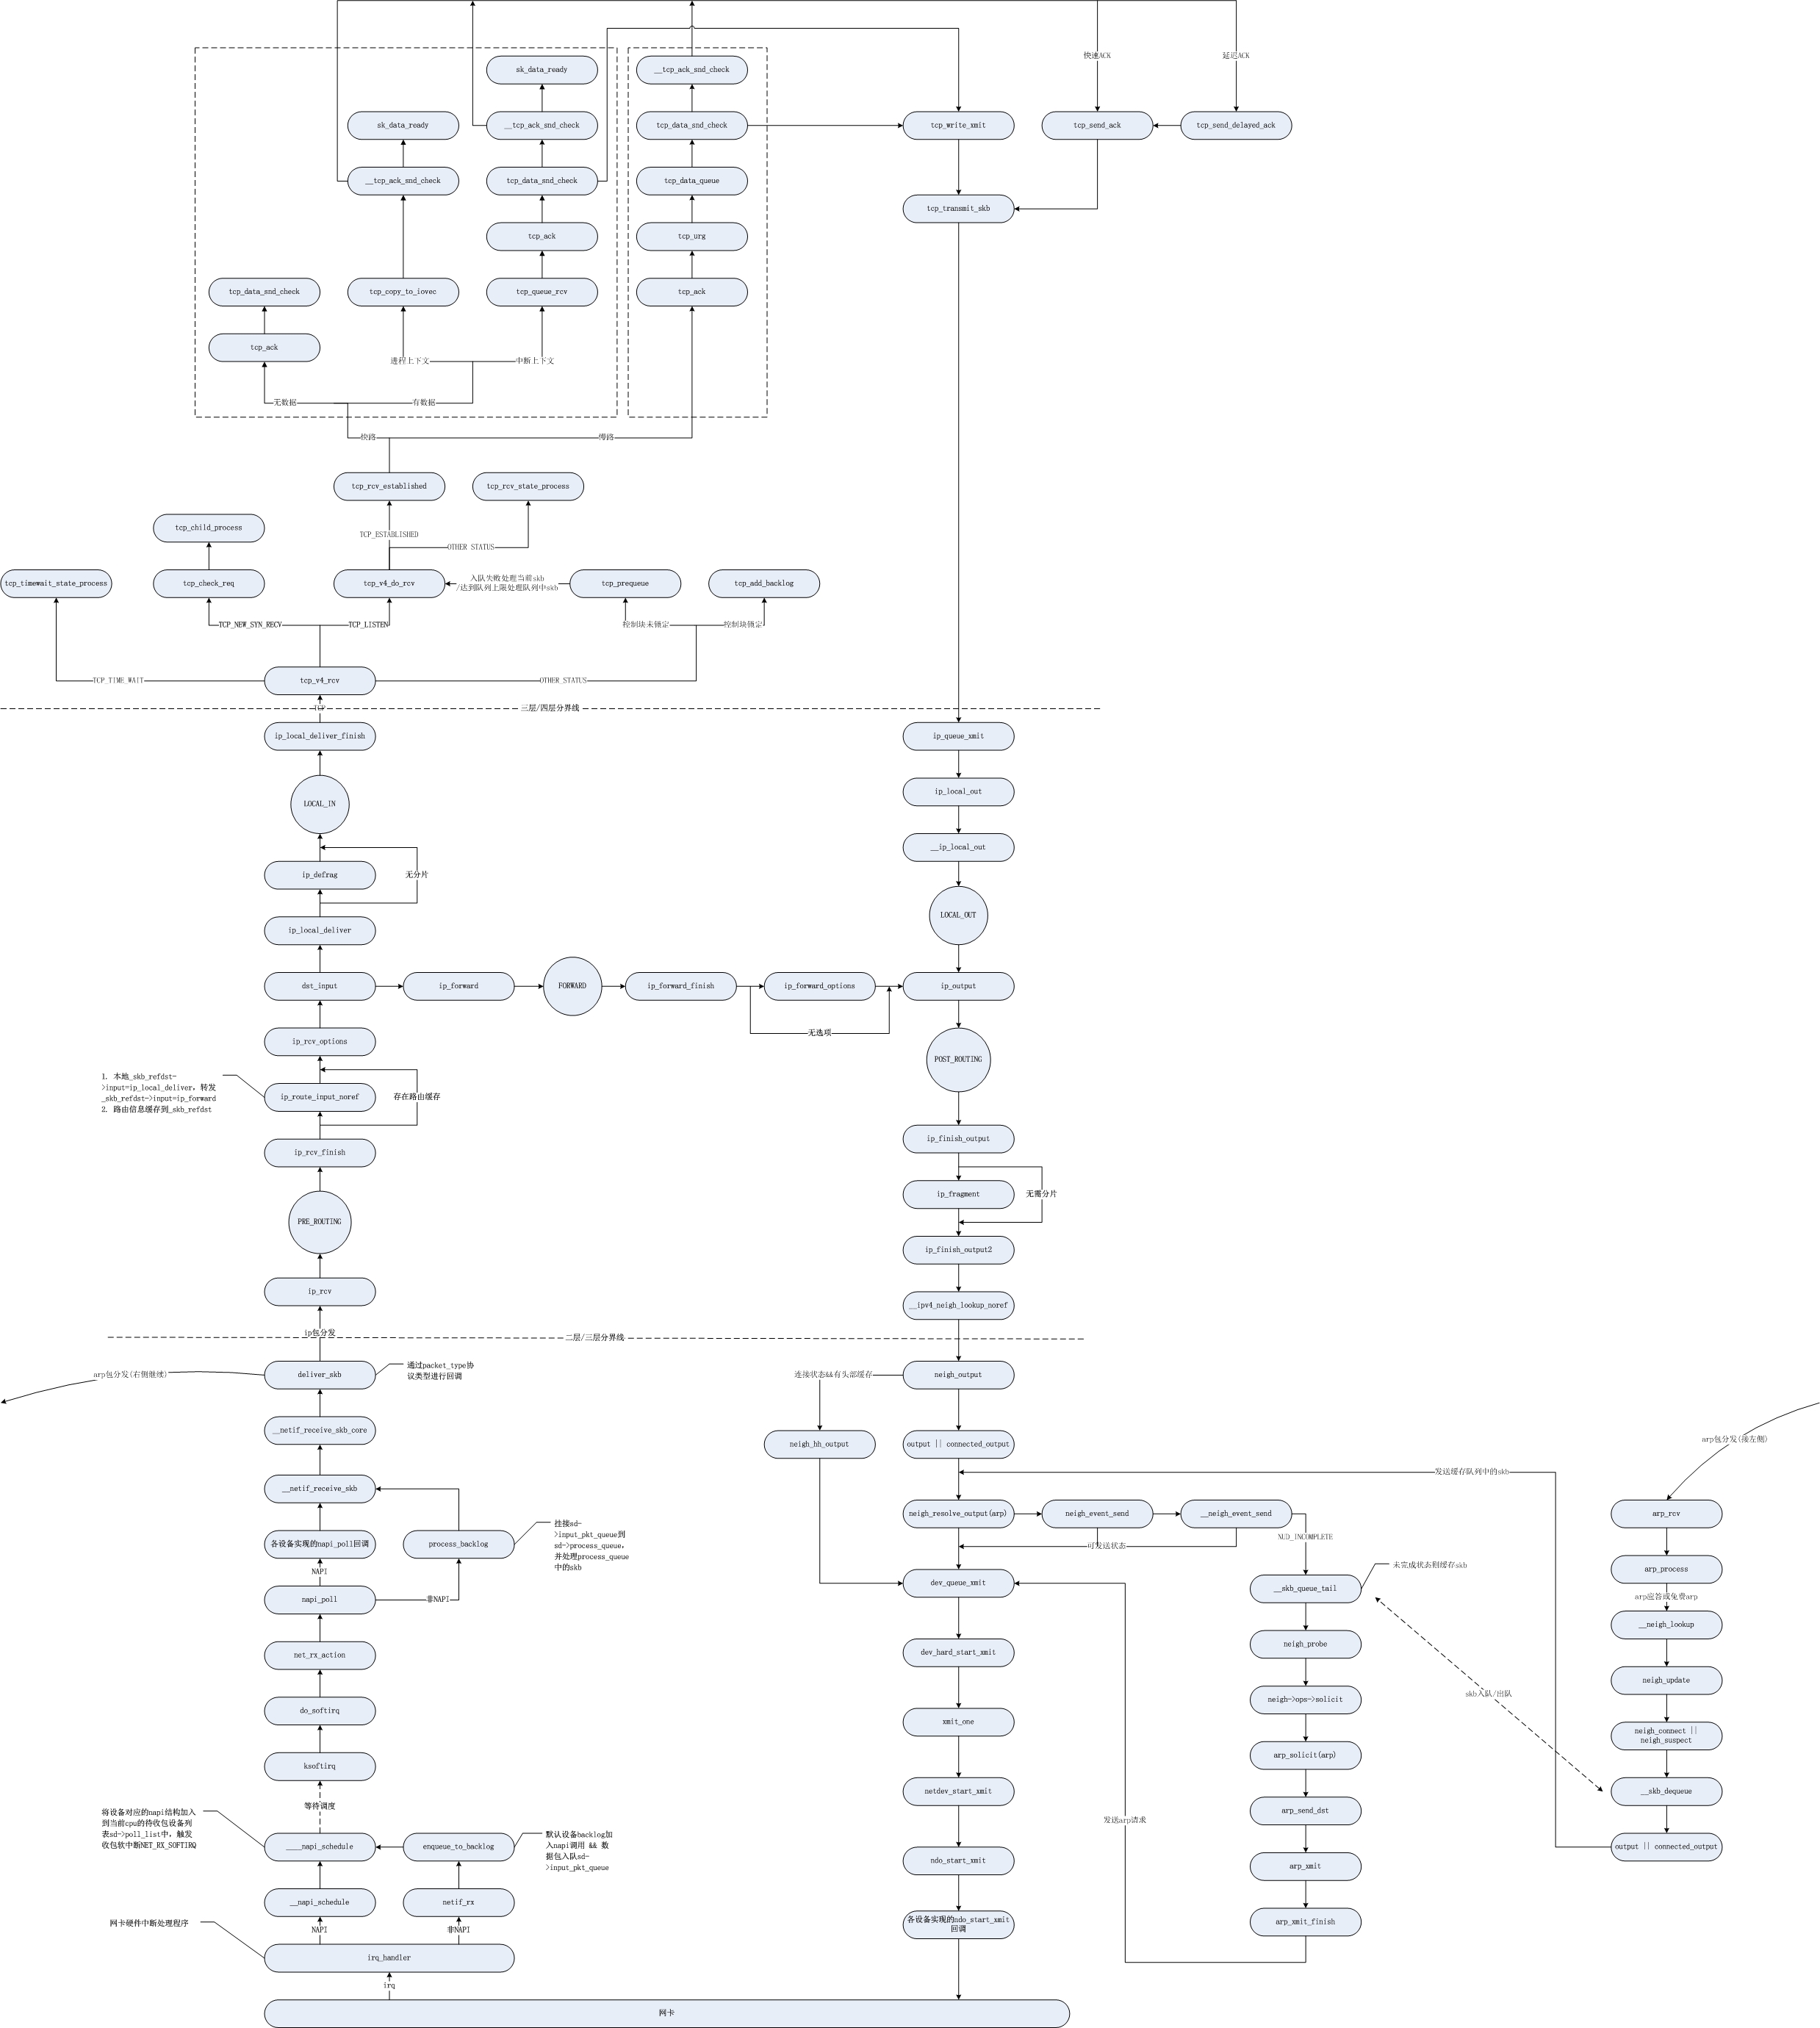 快速ACK
延迟ACK
sk_data_ready
__tcp_ack_snd_check
sk_data_ready
__tcp_ack_snd_check
tcp_data_snd_check
tcp_write_xmit
tcp_send_ack
tcp_send_delayed_ack
__tcp_ack_snd_check
tcp_data_snd_check
tcp_data_queue
tcp_transmit_skb
tcp_ack
tcp_urg
tcp_data_snd_check
tcp_copy_to_iovec
tcp_queue_rcv
tcp_ack
tcp_ack
进程上下文
中断上下文
无数据
有数据
快路
慢路
tcp_rcv_established
tcp_rcv_state_process
tcp_child_process
TCP_ESTABLISHED
OTHER STATUS
tcp_timewait_state_process
tcp_check_req
tcp_v4_do_rcv
入队失败处理当前skb
/达到队列上限处理队列中skb
tcp_prequeue
tcp_add_backlog
TCP_NEW_SYN_RECV
TCP_LISTEN
控制块未锁定
控制块锁定
TCP_TIME_WAIT
tcp_v4_rcv
OTHER_STATUS
TCP
三层/四层分界线
ip_local_deliver_finish
ip_queue_xmit
LOCAL_IN
ip_local_out
__ip_local_out
ip_defrag
无分片
LOCAL_OUT
ip_local_deliver
dst_input
ip_forward
FORWARD
ip_forward_finish
ip_forward_options
ip_output
无选项
ip_rcv_options
POST_ROUTING
1. 本地_skb_refdst-
>input=ip_local_deliver，转发
_skb_refdst->input=ip_forward
2. 路由信息缓存到_skb_refdst
ip_route_input_noref
存在路由缓存
ip_rcv_finish
ip_finish_output
ip_fragment
无需分片
PRE_ROUTING
ip_finish_output2
ip_rcv
__ipv4_neigh_lookup_noref
ip包分发
二层/三层分界线
arp包分发(右侧继续)
deliver_skb
通过packet_type协
议类型进行回调
连接状态&&有头部缓存
neigh_output
__netif_receive_skb_core
neigh_hh_output
output || connected_output
arp包分发(接左侧)
发送缓存队列中的skb
__netif_receive_skb
neigh_resolve_output(arp)
neigh_event_send
__neigh_event_send
arp_rcv
各设备实现的napi_poll回调
process_backlog
挂接sd-
>input_pkt_queue到
sd->process_queue，
并处理process_queue
中的skb
可发送状态
NUD_INCOMPLETE
NAPI
未完成状态则缓存skb
arp_process
dev_queue_xmit
__skb_queue_tail
arp应答或免费arp
napi_poll
非NAPI
__neigh_lookup
neigh_probe
net_rx_action
dev_hard_start_xmit
neigh_update
neigh->ops->solicit
skb入队/出队
do_softirq
xmit_one
neigh_connect ||
neigh_suspect
arp_solicit(arp)
ksoftirq
netdev_start_xmit
__skb_dequeue
等待调度
arp_send_dst
发送arp请求
将设备对应的napi结构加入
到当前cpu的待收包设备列
表sd->poll_list中，触发
收包软中断NET_RX_SOFTIRQ
____napi_schedule
enqueue_to_backlog
默认设备backlog加
入napi调用 && 数
据包入队sd-
>input_pkt_queue
output || connected_output
ndo_start_xmit
arp_xmit
__napi_schedule
netif_rx
各设备实现的ndo_start_xmit
回调
arp_xmit_finish
网卡硬件中断处理程序
NAPI
非NAPI
irq_handler
irq
网卡